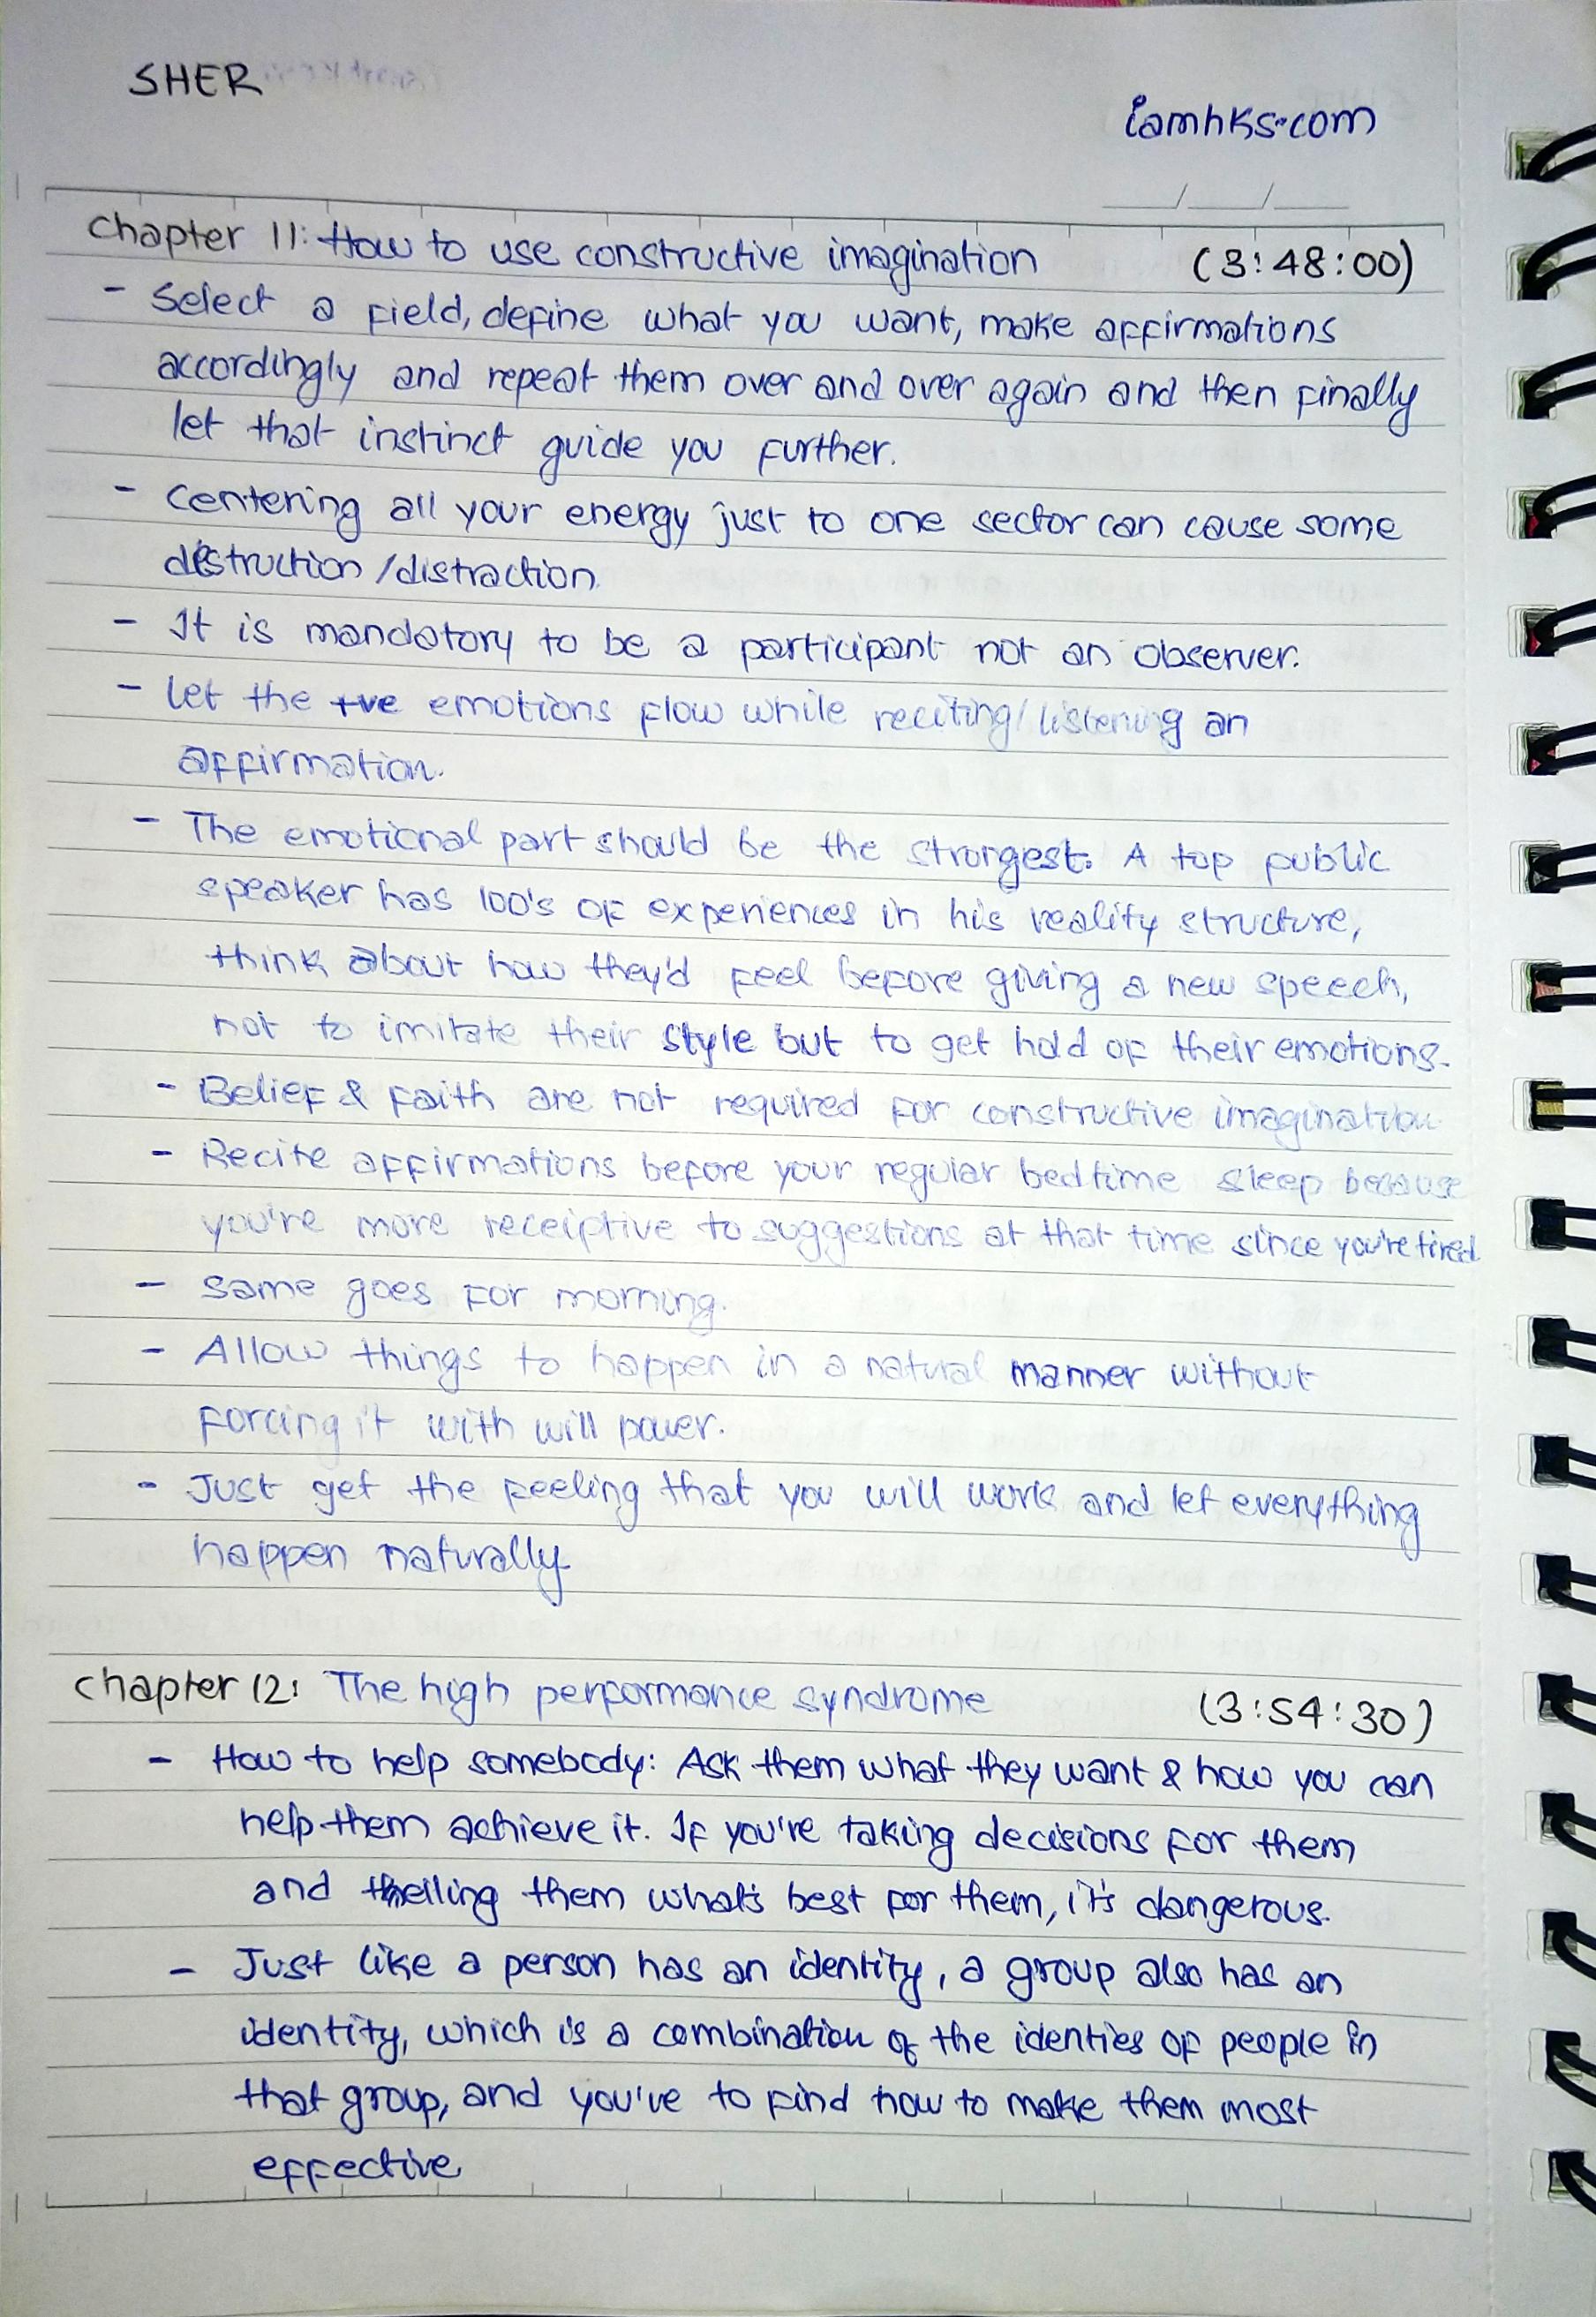 SHER
iamhks.com
Chapter 11: How to use constructive imagination (3:48:00)
- Select a field, define what you want, make affirmations
accordingly and repeat them over and over again and then finally
let that instinct guide you further.
- Centering all your energy just to one sector can cause some
distruction/distraction.
- It is mandatory to be a participant not an observer.
- Let the +ve emotions flow while reciting/listening an
affirmation.
- The emotional part should be the strongest. A top public
speaker has 100's of experiences in his reality structure,
think about how they'd feel before giving a new speech,
not to imitate their style but to get hold of their emotions.
- Belief & faith are not required for constructive imagination
- Recite affirmations before your regular bedtime sleep because
you're more receiptive to suggestions at that time since you're tired.
- Same goes for morning.
- Allow things to happen in a natural manner without
forcing it with will power.
- Just get the feeling that you will work and let everything
happen naturally
Chapter 12: The high performance syndrome (3:54:30)
- How to help somebody: Ask them what they want & how you can
help them achieve it. If you're taking decisions for them
and telling them what's best for them, it's dangerous.
- Just like a person has an identity, a group also has an
identity, which is a combination of the identies of people in
that group, and you've to find how to make them most
effective